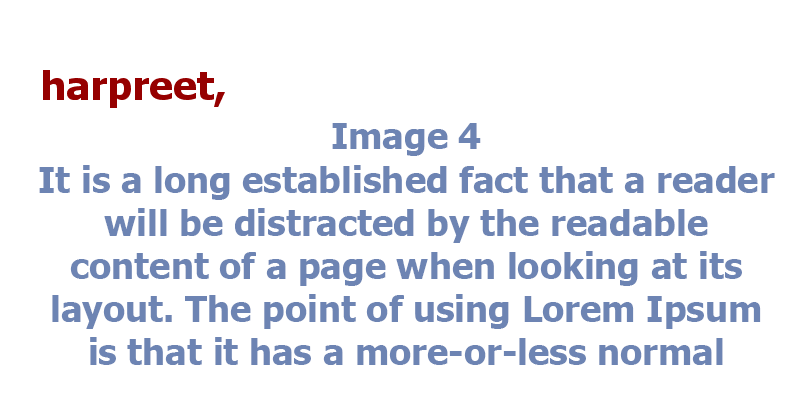 harpreet,
Image 4
It is a long established fact that a reader
will be distracted by the readable
content of a page when looking at its
layout. The point of using Lorem Ipsum
is that it has a more-or-less normal